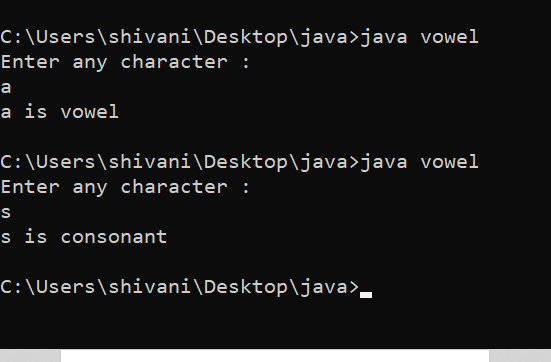 C:\Users\shivani\Desktop\java>java vowel
Enter any character :
a
a is vowel
C:\Users\shivani\Desktop\java>java vowel
Enter any character :
s
s is consonant
C:\Users\shivani\Desktop\java>